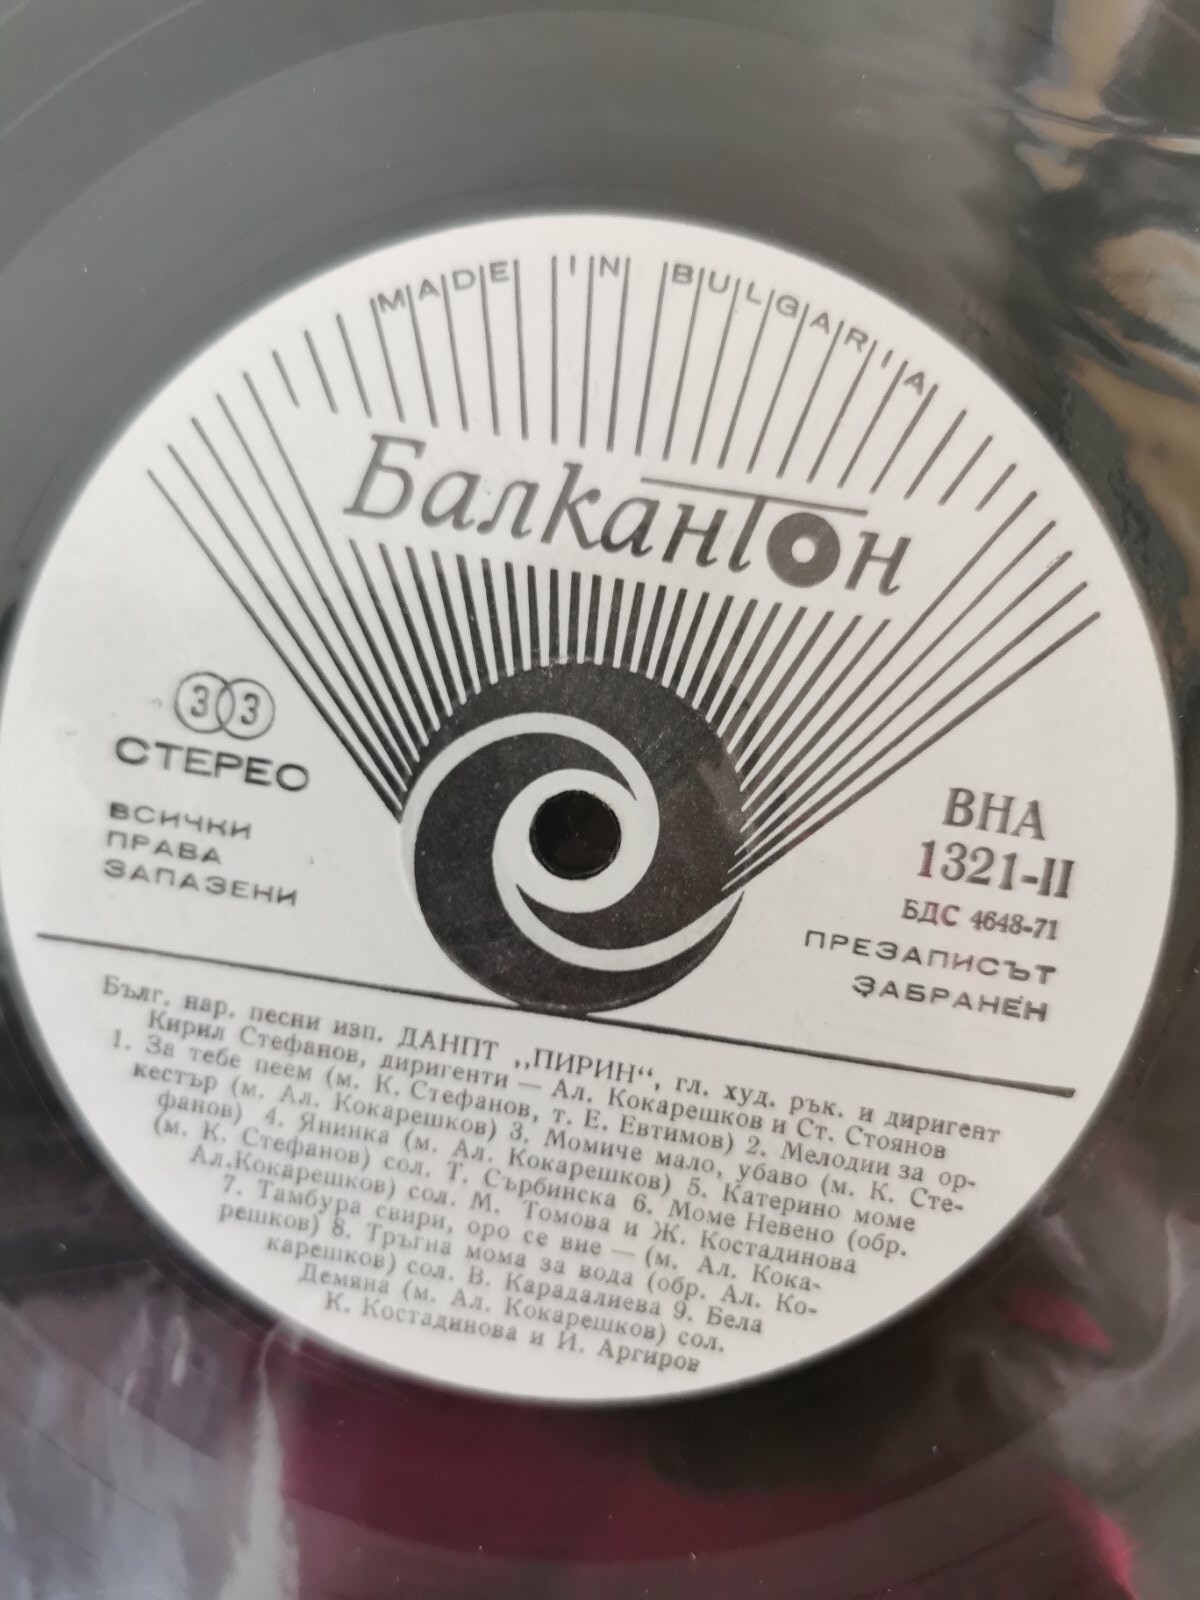 MADE IN BULGARIA
Балкантон
33
СТЕРЕО
ВСИЧКИ
ПРАВА
ЗАПАЗЕНИ
ВНА
1321-II
БДС 4648-71
ПРЕЗАПИСЪТ
ЗАБРАНЕН
Бълг. нар. песни изп. ДАНПТ „ПИРИН“, гл. худ. рък. и диригент
Кирил Стефанов, диригенти — Ал. Кокарешков и Ст. Стоянов
1. За тебе пеем (м. К. Стефанов, т. Е. Евтимов) 2. Мелодии за ор-
кестър (м. Ал. Кокарешков) 3. Момиче мало, убаво (м. К. Сте-
фанов) 4. Янинка (м. Ал. Кокарешков) 5. Катерино моме
(м. К. Стефанов) сол. Т. Сърбинска 6. Моме Невено (обр.
Ал.Кокарешков) сол. М. Томова и Ж. Костадинова
7. Тамбура свири, оро се вие — (м. Ал. Кока-
решков) 8. Тръгна мома за вода (обр. Ал. Ко-
карешков) сол. В. Карадалиева 9. Бела
Демяна (м. Ал. Кокарешков) сол.
К. Костадинова и И. Аргиров